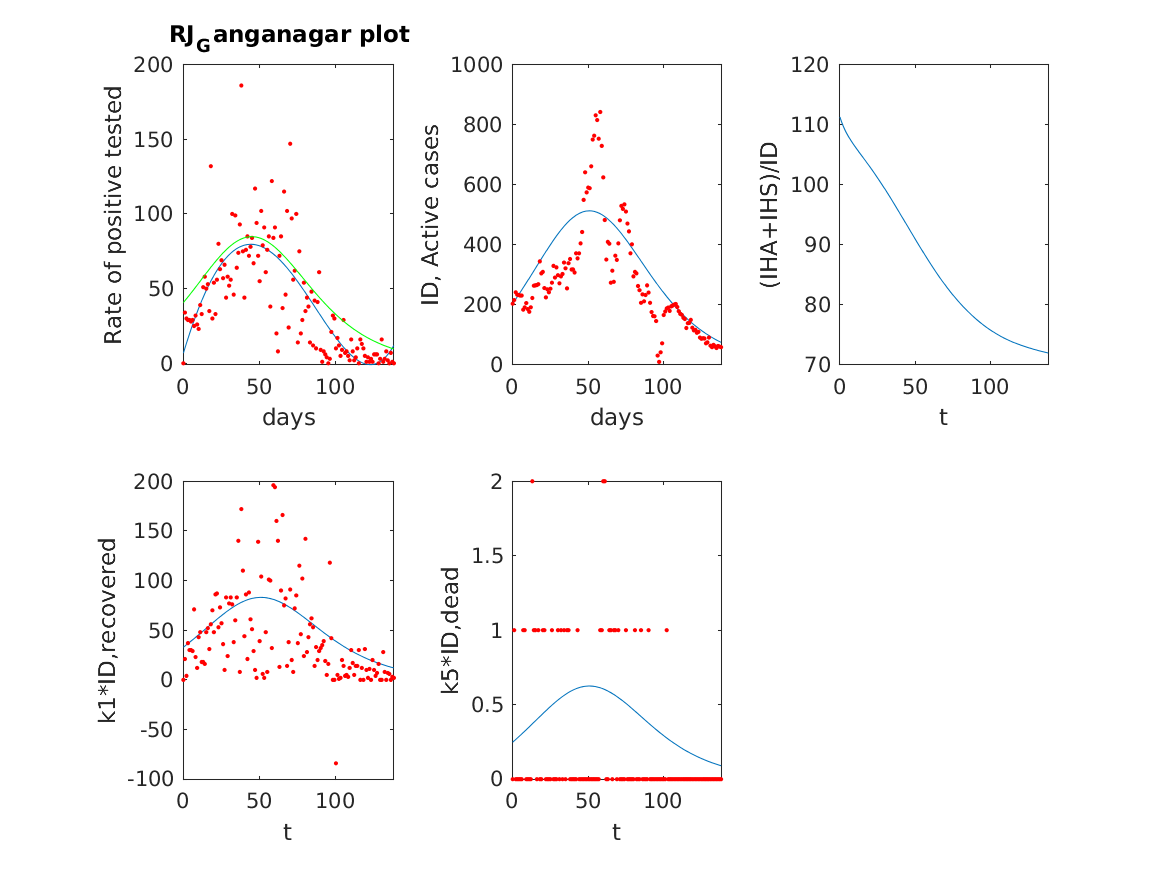 RJGanganagar plot
200
150
100
50
0
Rate of positive tested
0 50 100
days
1000
800
600
400
200
0
ID, Active cases
0 50 100
days
120
110
100
90
80
70
(IHA+IHS)/ID
0 50 100
t
200
150
100
50
0
-50
-100
k1*ID,recovered
0 50 100
t
2
1.5
1
0.5
0
k5*ID,dead
0 50 100
t